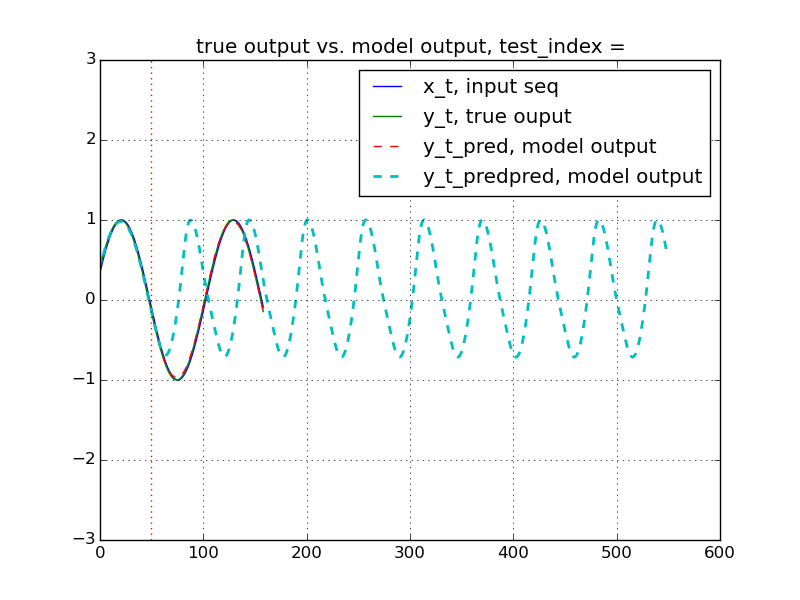 true output vs. model output, test_index =
x_t, input seq
y_t, true ouput
y_t_pred, model output
y_t_predpred, model output
3
2
1
0
−1
−2
−3
0 100 200 300 400 500 600